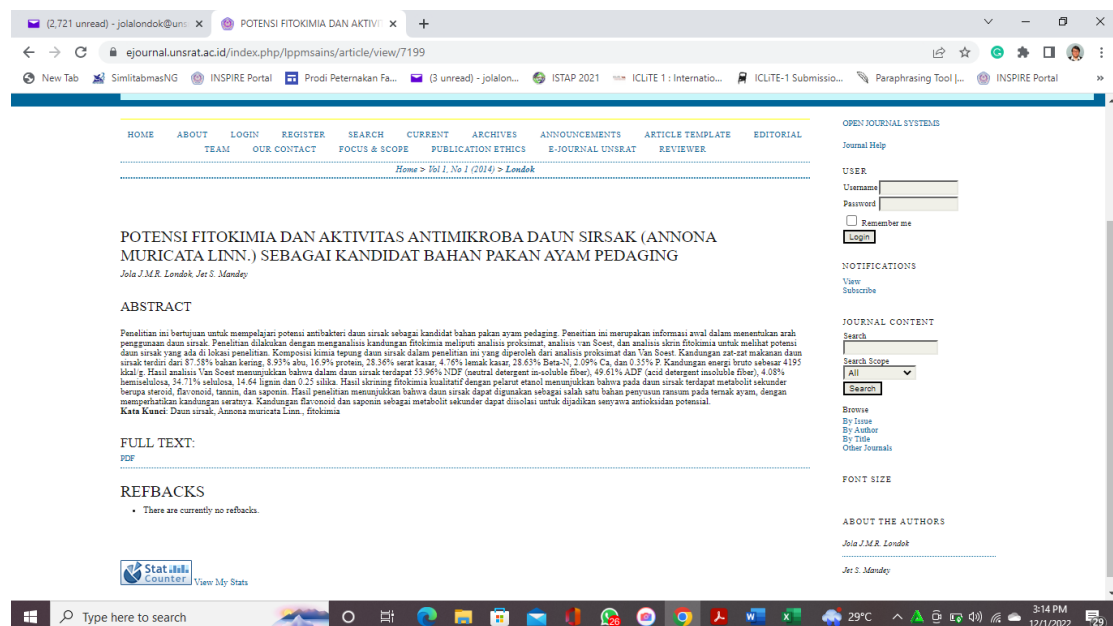 (2,721 unread) - jolalondok@uns
POTENSI FITOKIMIA DAN AKTIVIT
ejournal.unsrat.ac.id/index.php/lppmsains/article/view/7199
New Tab SimlitabmasNG INSPIRE Portal Prodi Peternakan Fa... (3 unread) - jolalon... ISTAP 2021 ICLiTE 1 : Internatio... ICLiTE-1 Submissio... Paraphrasing Tool |... INSPIRE Portal »
HOME ABOUT LOGIN REGISTER SEARCH CURRENT ARCHIVES ANNOUNCEMENTS ARTICLE TEMPLATE EDITORIAL
TEAM OUR CONTACT FOCUS & SCOPE PUBLICATION ETHICS E-JOURNAL UNSRAT REVIEWER
Home > Vol 1, No 1 (2014) > Londok
POTENSI FITOKIMIA DAN AKTIVITAS ANTIMIKROBA DAUN SIRSAK (ANNONA
MURICATA LINN.) SEBAGAI KANDIDAT BAHAN PAKAN AYAM PEDAGING
Jola J.M.R. Londok, Jet S. Mandey
ABSTRACT
Penelitian ini bertujuan untuk mempelajari potensi antibakteri daun sirsak sebagai kandidat bahan pakan ayam pedaging. Peneitian ini merupakan informasi awal dalam menentukan arah
penggunaan daun sirsak. Penelitian dilakukan dengan menganalisis kandungan fitokimia meliputi analisis proksimat, analisis van Soest, dan analisis skrin fitokimia untuk melihat potensi
daun sirsak yang ada di lokasi penelitian. Komposisi kimia tepung daun sirsak dalam penelitian ini yang diperoleh dari analisis proksimat dan Van Soest. Kandungan zat-zat makanan daun
sirsak terdiri dari 87.58% bahan kering, 8.93% abu, 16.9% protein, 28.36% serat kasar, 4.76% lemak kasar, 28.63% Beta-N, 2.09% Ca, dan 0.35% P. Kandungan energi bruto sebesar 4195
kkal/g. Hasil analisis Van Soest menunjukkan bahwa dalam daun sirsak terdapat 53.96% NDF (neutral detergent in-soluble fiber), 49.61% ADF (acid detergent insoluble fiber), 4.08%
hemiselulosa, 34.71% selulosa, 14.64 lignin dan 0.25 silika. Hasil skrining fitokimia kualitatif dengan pelarut etanol menunjukkan bahwa pada daun sirsak terdapat metabolit sekunder
berupa steroid, flavonoid, tannin, dan saponin. Hasil penelitian menunjukkan bahwa daun sirsak dapat digunakan sebagai salah satu bahan penyusun ransum pada ternak ayam, dengan
memperhatikan kandungan seratnya. Kandungan flavonoid dan saponin sebagai metabolit sekunder dapat diisolasi untuk dijadikan senyawa antioksidan potensial.
Kata Kunci: Daun sirsak, Annona muricata Linn., fitokimia
FULL TEXT:
PDF
REFBACKS
• There are currently no refbacks.
Stat
Counter View My Stats
OPEN JOURNAL SYSTEMS
Journal Help
USER
Username
Password
Remember me
Login
NOTIFICATIONS
View
Subscribe
JOURNAL CONTENT
Search
Search Scope
All
Search
Browse
By Issue
By Author
By Title
Other Journals
FONT SIZE
ABOUT THE AUTHORS
Jola J.M.R. Londok
Jet S. Mandey
Type here to search
26
29°C
3:14 PM
12/1/2022
29